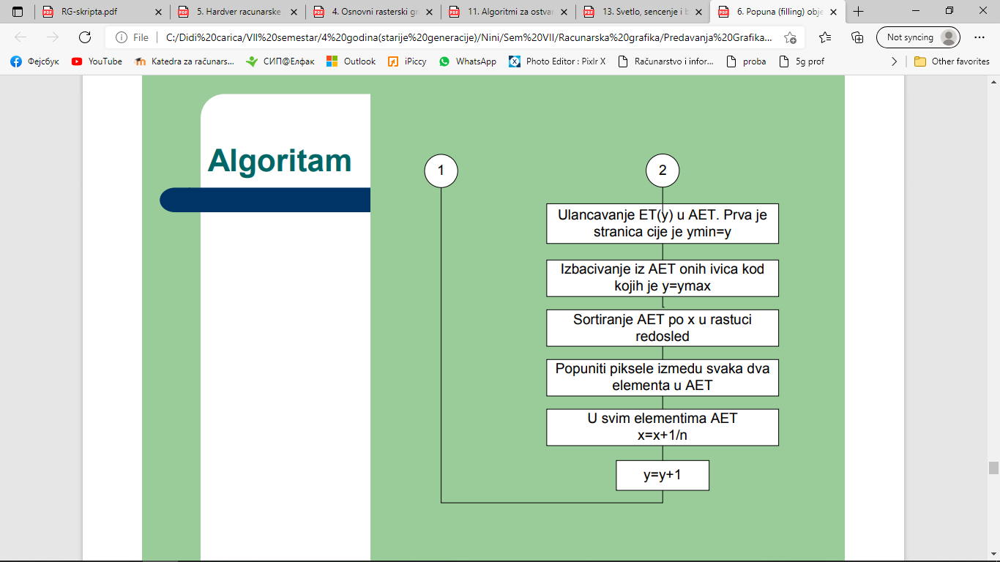 RG-skripta.pdf
5. Hardver racunarske
4. Osnovni rasterski gr
11. Algoritmi za ostvar
13. Svetlo, sencenje i b
6. Popuna (filling) obje
File
C:/Didi%20carica/VII%20semestar/4%20godina(starije%20generacije)/Nini/Sem%20VII/Racunarska%20grafika/Predavanja%20Grafika...
Not syncing
Фејсбук
YouTube
Katedra za računars...
СИП@Елфак
Outlook
iPiccy
WhatsApp
Photo Editor : Pixlr X
Računarstvo i infor...
proba
5g prof
Other favorites
Algoritam
1
2
Ulancavanje ET(y) u AET. Prva je
stranica cije je ymin=y
Izbacivanje iz AET onih ivica kod
kojih je y=ymax
Sortiranje AET po x u rastuci
redosled
Popuniti piksele izmedu svaka dva
elementa u AET
U svim elementima AET
x=x+1/n
y=y+1